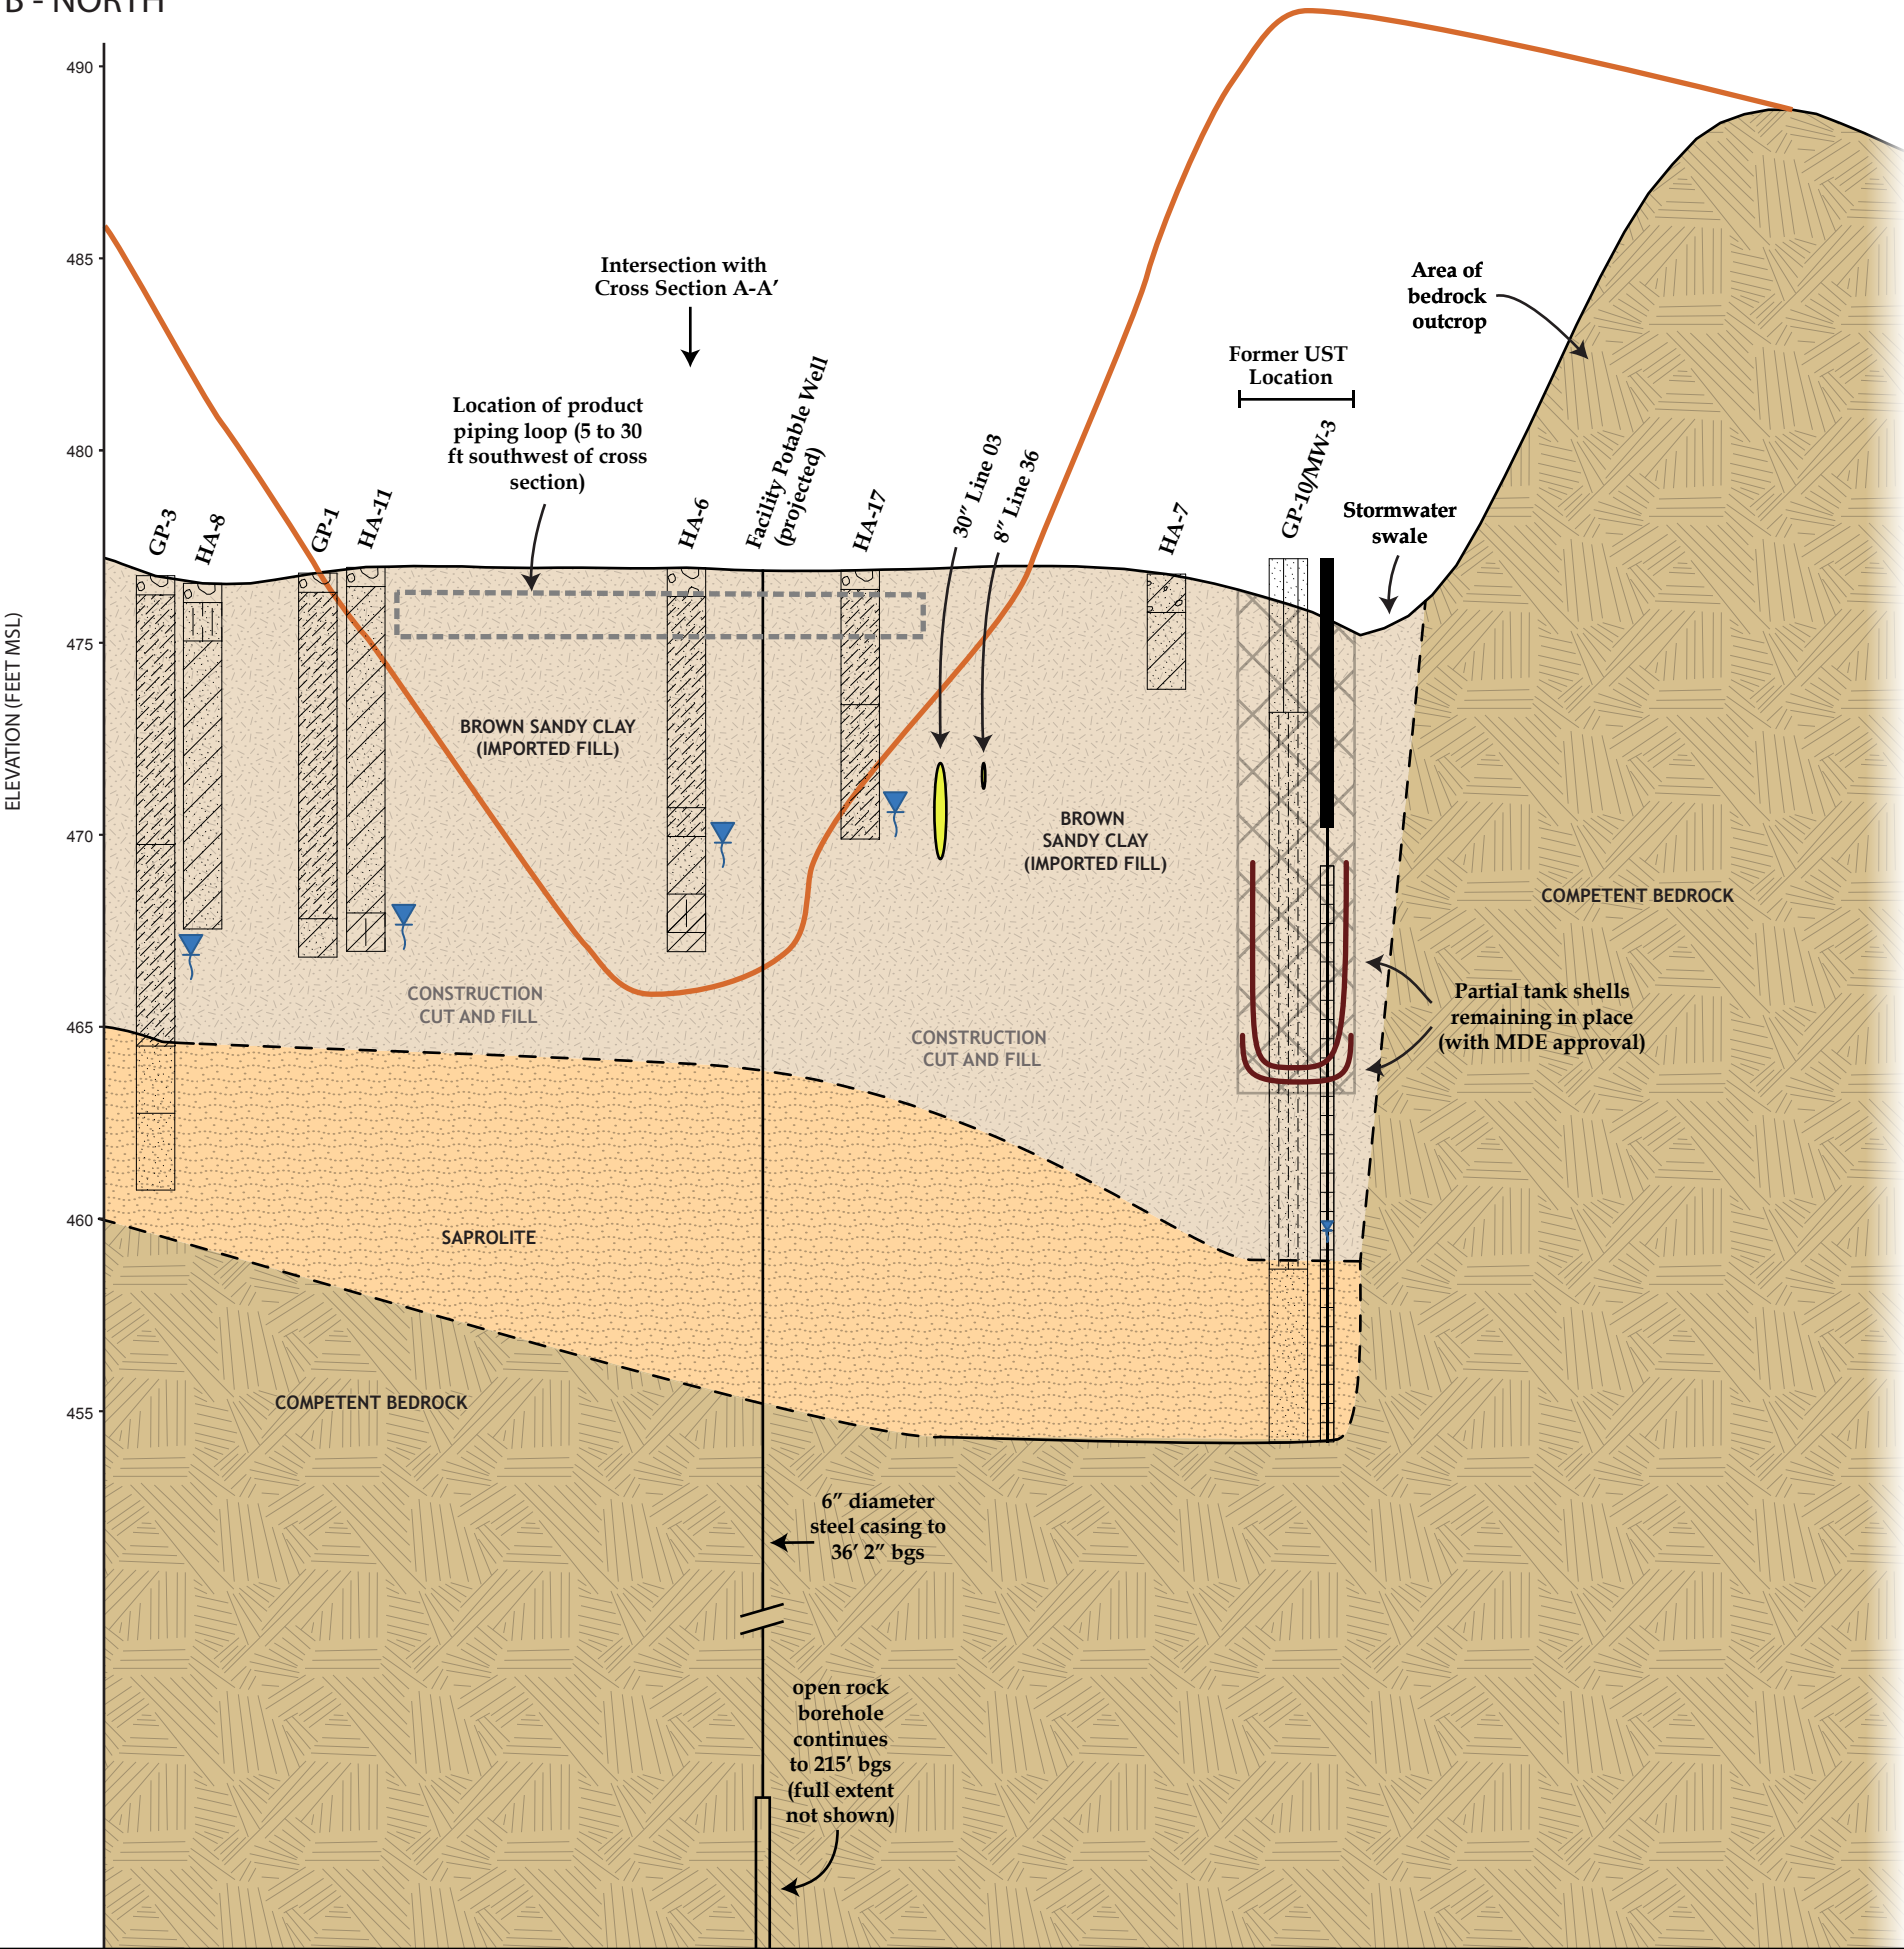 B - NORTH
490
485
480
475
470
465
460
455
ELEVATION (FEET MSL)
Intersection with
Cross Section A-A’
Location of product
piping loop (5 to 30
ft southwest of cross
section)
Area of
bedrock
outcrop
Former UST
Location
Stormwater
swale
GP-3
HA-8
GP-1
HA-11
HA-6
Facility Potable Well
(projected)
HA-17
30” Line 03
8” Line 36
HA-7
GP-10/MW-3
BROWN SANDY CLAY
(IMPORTED FILL)
BROWN
SANDY CLAY
(IMPORTED FILL)
COMPETENT BEDROCK
CONSTRUCTION
CUT AND FILL
CONSTRUCTION
CUT AND FILL
Partial tank shells
remaining in place
(with MDE approval)
SAPROLITE
COMPETENT BEDROCK
6” diameter
steel casing to
36’ 2” bgs
open rock
borehole
continues
to 215’ bgs
(full extent
not shown)